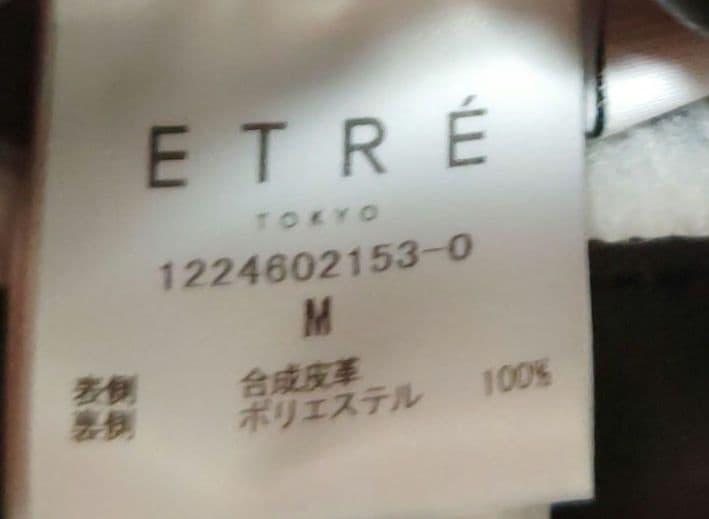 ETRÉ
TOKYO
1224602153-0
M
表側 合成皮革
裏側 ポリエステル 100%